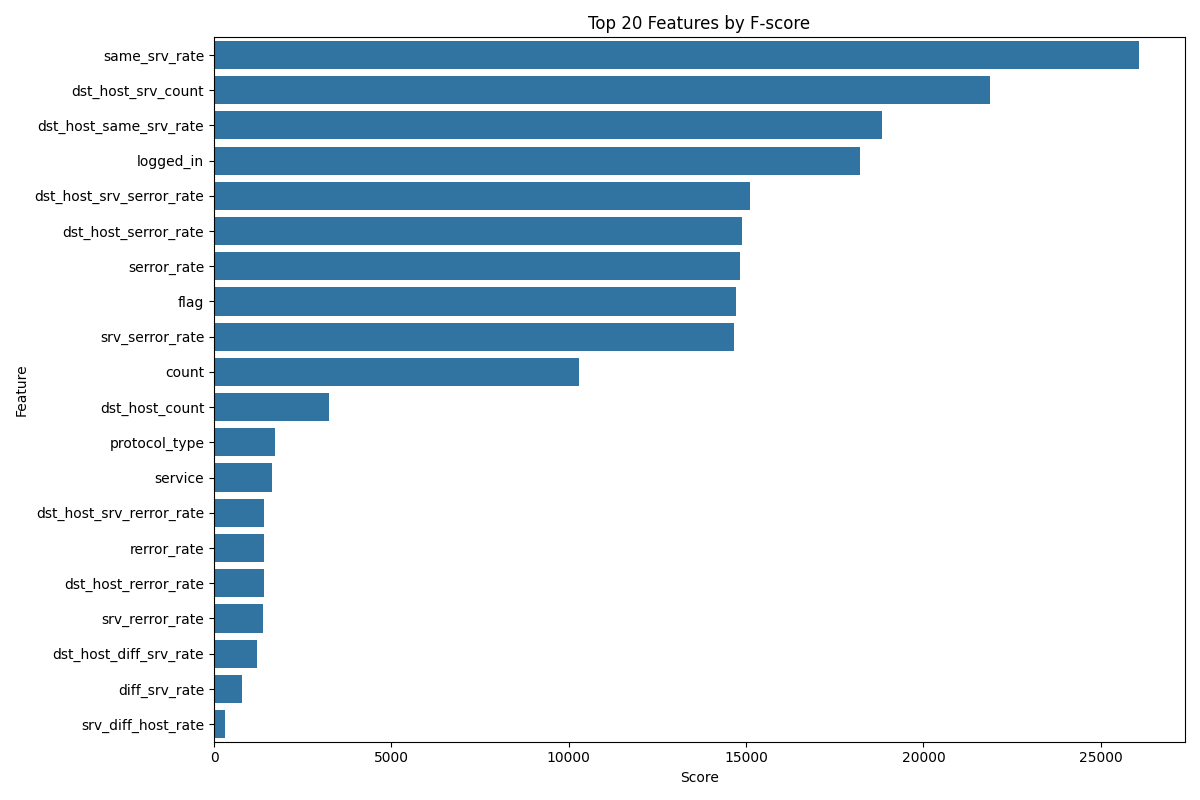 Top 20 Features by F-score
Feature
same_srv_rate
dst_host_srv_count
dst_host_same_srv_rate
logged_in
dst_host_srv_serror_rate
dst_host_serror_rate
serror_rate
flag
srv_serror_rate
count
dst_host_count
protocol_type
service
dst_host_srv_rerror_rate
rerror_rate
dst_host_rerror_rate
srv_rerror_rate
dst_host_diff_srv_rate
diff_srv_rate
srv_diff_host_rate
0 5000 10000 15000 20000 25000
Score